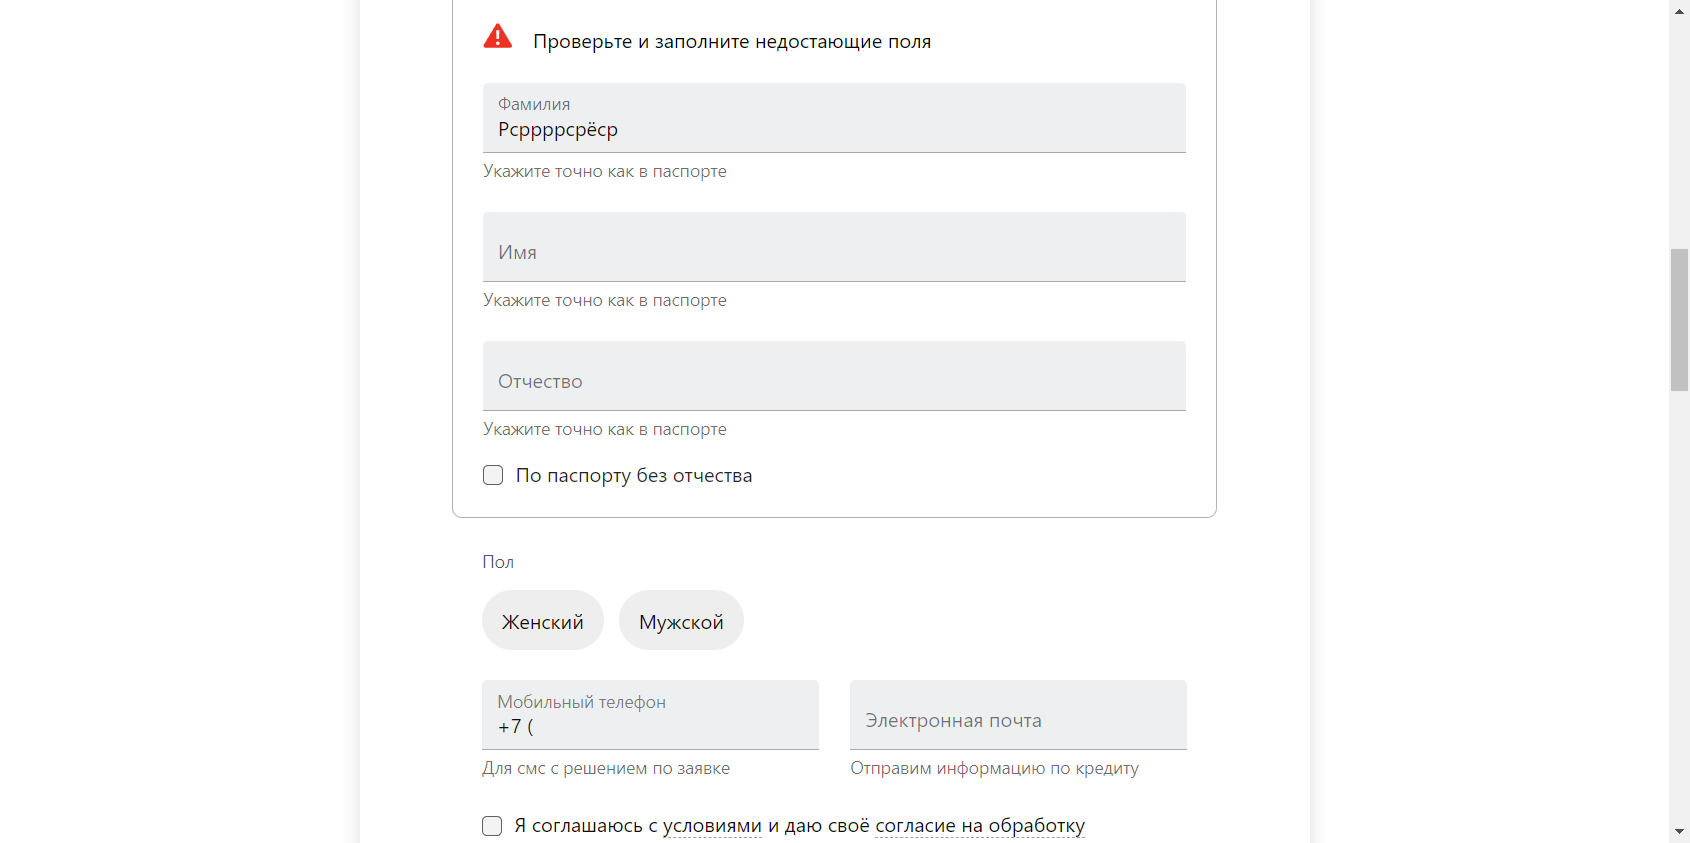 Проверьте и заполните недостающие поля
Фамилия
Рсррррсрёср
Укажите точно как в паспорте
Имя
Укажите точно как в паспорте
Отчество
Укажите точно как в паспорте
По паспорту без отчества
Пол
Женский Мужской
Мобильный телефон
+7 (
Электронная почта
Для смс с решением по заявке
Отправим информацию по кредиту
Я соглашаюсь с условиями и даю своё согласие на обработку